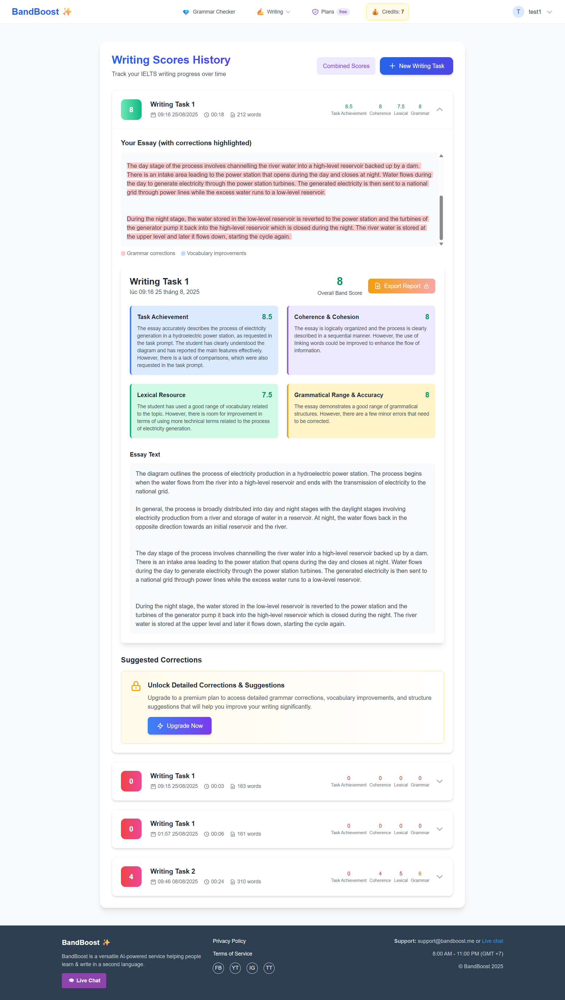 BandBoost ✨
Grammar Checker
Writing
Plans free
Credits: 7
T test1
Writing Scores History
Track your IELTS writing progress over time
Combined Scores
New Writing Task
8
Writing Task 1
09:16 25/08/2025 00:18 212 words
8.5 8 7.5 8
Task Achievement Coherence Lexical Grammar
Your Essay (with corrections highlighted)
The day stage of the process involves channelling the river water into a high-level reservoir backed up by a dam.
There is an intake area leading to the power station that opens during the day and closes at night. Water flows during
the day to generate electricity through the power station turbines. The generated electricity is then sent to a national
grid through power lines while the excess water runs to a low-level reservoir.
During the night stage, the water stored in the low-level reservoir is reverted to the power station and the turbines of
the generator pump it back into the high-level reservoir which is closed during the night. The river water is stored at
the upper level and later it flows down, starting the cycle again.
Grammar corrections Vocabulary improvements
Writing Task 1
lúc 09:16 25 tháng 8, 2025
8
Overall Band Score
Export Report
Task Achievement 8.5
The essay accurately describes the process of electricity
generation in a hydroelectric power station, as requested in
the task prompt. The student has clearly understood the
diagram and has reported the main features effectively.
However, there is a lack of comparisons, which were also
requested in the task prompt.
Coherence & Cohesion 8
The essay is logically organized and the process is clearly
described in a sequential manner. However, the use of
linking words could be improved to enhance the flow of
information.
Lexical Resource 7.5
The student has used a good range of vocabulary related
to the topic. However, there is room for improvement in
terms of using more technical terms related to the process
of electricity generation.
Grammatical Range & Accuracy 8
The essay demonstrates a good range of grammatical
structures. However, there are a few minor errors that need
to be corrected.
Essay Text
The diagram outlines the process of electricity production in a hydroelectric power station. The process begins
when the water flows from the river into a high-level reservoir and ends with the transmission of electricity to the
national grid.
In general, the process is broadly distributed into day and night stages with the daylight stages involving
electricity production from a river and storage of water in a reservoir. At night, the water flows back in the
opposite direction towards an initial reservoir and the river.
The day stage of the process involves channelling the river water into a high-level reservoir backed up by a dam.
There is an intake area leading to the power station that opens during the day and closes at night. Water flows
during the day to generate electricity through the power station turbines. The generated electricity is then sent to
a national grid through power lines while the excess water runs to a low-level reservoir.
During the night stage, the water stored in the low-level reservoir is reverted to the power station and the
turbines of the generator pump it back into the high-level reservoir which is closed during the night. The river
water is stored at the upper level and later it flows down, starting the cycle again.
Suggested Corrections
Unlock Detailed Corrections & Suggestions
Upgrade to a premium plan to access detailed grammar corrections, vocabulary improvements, and structure
suggestions that will help you improve your writing significantly.
Upgrade Now
0
Writing Task 1
09:15 25/08/2025 00:03 163 words
0 0 0 0
Task Achievement Coherence Lexical Grammar
0
Writing Task 1
01:57 25/08/2025 00:06 161 words
0 0 0 0
Task Achievement Coherence Lexical Grammar
4
Writing Task 2
09:46 08/08/2025 00:24 310 words
0 4 5 6
Task Achievement Coherence Lexical Grammar
BandBoost ✨
BandBoost is a versatile AI-powered service helping people
learn & write in a second language.
Live Chat
Privacy Policy
Terms of Service
FB YT IG TT
Support: support@bandboost.me or Live chat
8:00 AM - 11:00 PM (GMT +7)
© BandBoost 2025